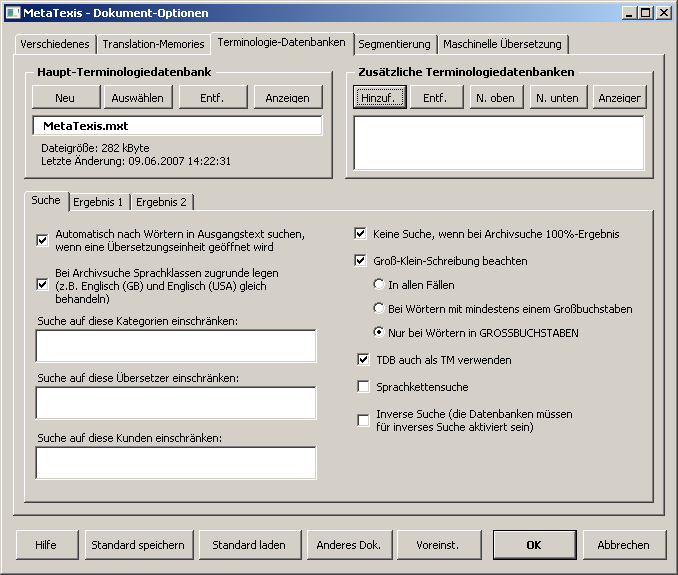 MetaTexis - Dokument-Optionen
Verschiedenes Translation-Memories Terminologie-Datenbanken Segmentierung Maschinelle Übersetzung
Haupt-Terminologiedatenbank
Neu Auswählen Entf. Anzeigen
MetaTexis.mxt
Dateigröße: 282 kByte
Letzte Änderung: 09.06.2007 14:22:31
Zusätzliche Terminologiedatenbanken
Hinzuf. Entf. N. oben N. unten Anzeiger
Suche Ergebnis 1 Ergebnis 2
Automatisch nach Wörtern in Ausgangstext suchen,
wenn eine Übersetzungseinheit geöffnet wird
Bei Archivsuche Sprachklassen zugrunde legen
(z.B. Englisch (GB) und Englisch (USA) gleich
behandeln)
Suche auf diese Kategorien einschränken:
Suche auf diese Übersetzer einschränken:
Suche auf diese Kunden einschränken:
Keine Suche, wenn bei Archivsuche 100%-Ergebnis
Groß-Klein-Schreibung beachten
In allen Fällen
Bei Wörtern mit mindestens einem Großbuchstaben
Nur bei Wörtern in GROSSBUCHSTABEN
TDB auch als TM verwenden
Sprachkettensuche
Inverse Suche (die Datenbanken müssen
für inverses Suche aktiviert sein)
Hilfe Standard speichern Standard laden Anderes Dok. Voreinst. OK Abbrechen